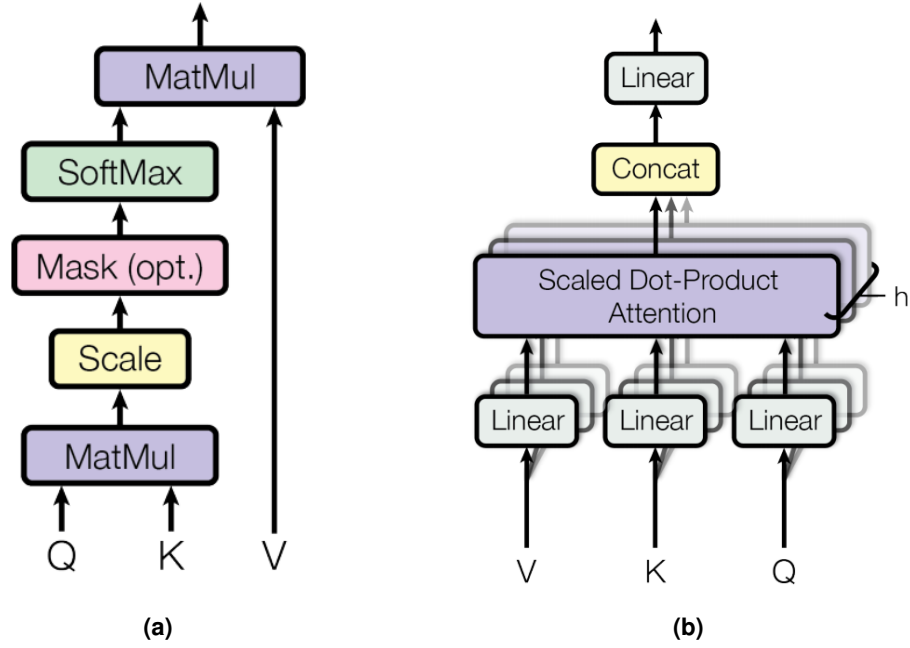 MatMul
SoftMax
Mask (opt.)
Scale
MatMul
Q K V
(a)
Linear
Concat
Scaled Dot-Product
Attention
h
Linear Linear Linear
V K Q
(b)